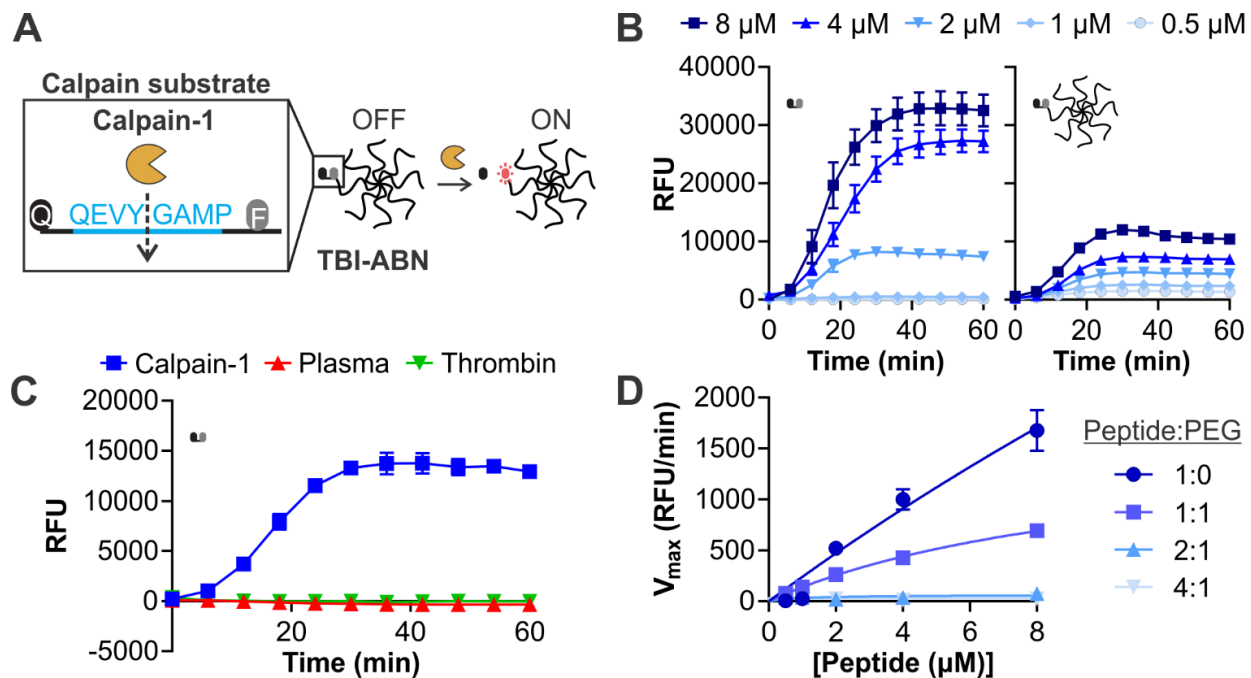 A
Calpain substrate
Calpain-1
Q QEVY GAMP F
OFF
ON
TBI-ABN
B
8 µM 4 µM 2 µM 1 µM 0.5 µM
RFU
40000
30000
20000
10000
0
0 20 40 60
Time (min)
0 20 40 60
Time (min)
C
Calpain-1 Plasma Thrombin
RFU
20000
15000
10000
5000
0
-5000
20 40 60
Time (min)
D
Vmax (RFU/min)
2000
1500
1000
500
0
0 2 4 6 8
[Peptide (µM)]
Peptide:PEG
1:0
1:1
2:1
4:1